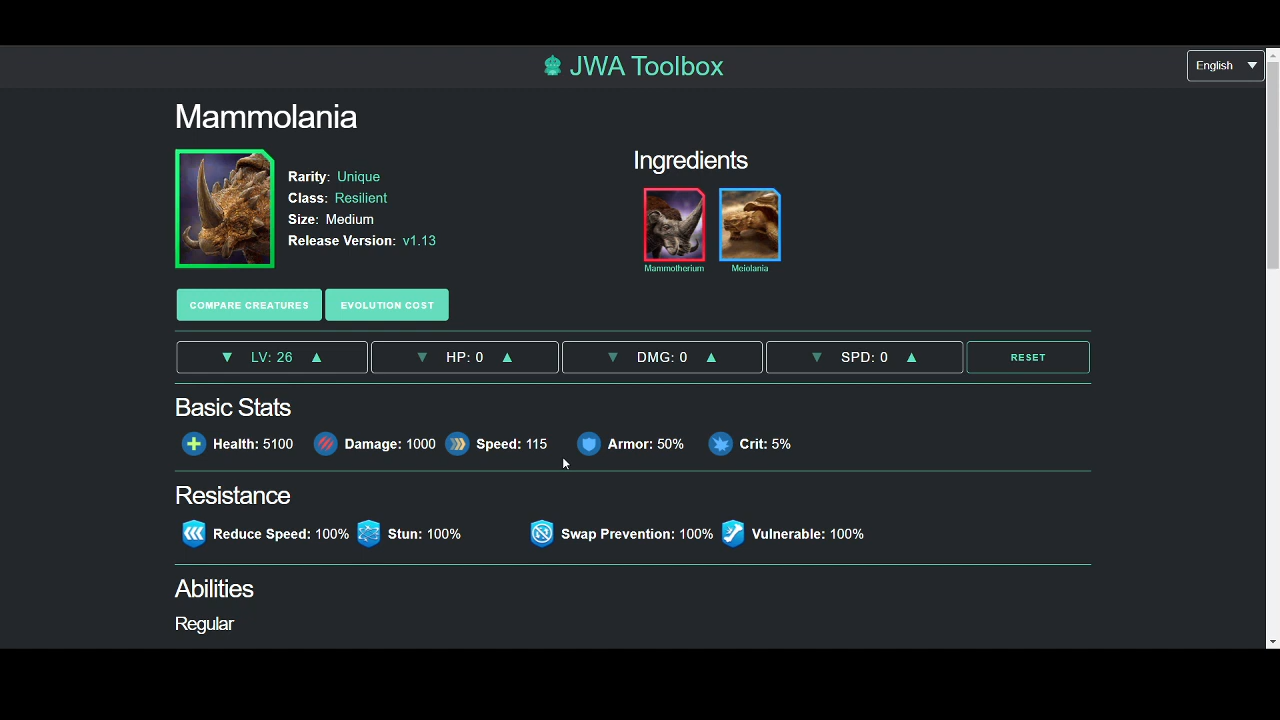 JWA Toolbox
English
Mammolania
Rarity: Unique
Class: Resilient
Size: Medium
Release Version: v1.13
Ingredients
Mammotherium
Meiolania
COMPARE CREATURES
EVOLUTION COST
LV: 26
HP: 0
DMG: 0
SPD: 0
RESET
Basic Stats
Health: 5100 Damage: 1000 Speed: 115 Armor: 50% Crit: 5%
Resistance
Reduce Speed: 100% Stun: 100% Swap Prevention: 100% Vulnerable: 100%
Abilities
Regular